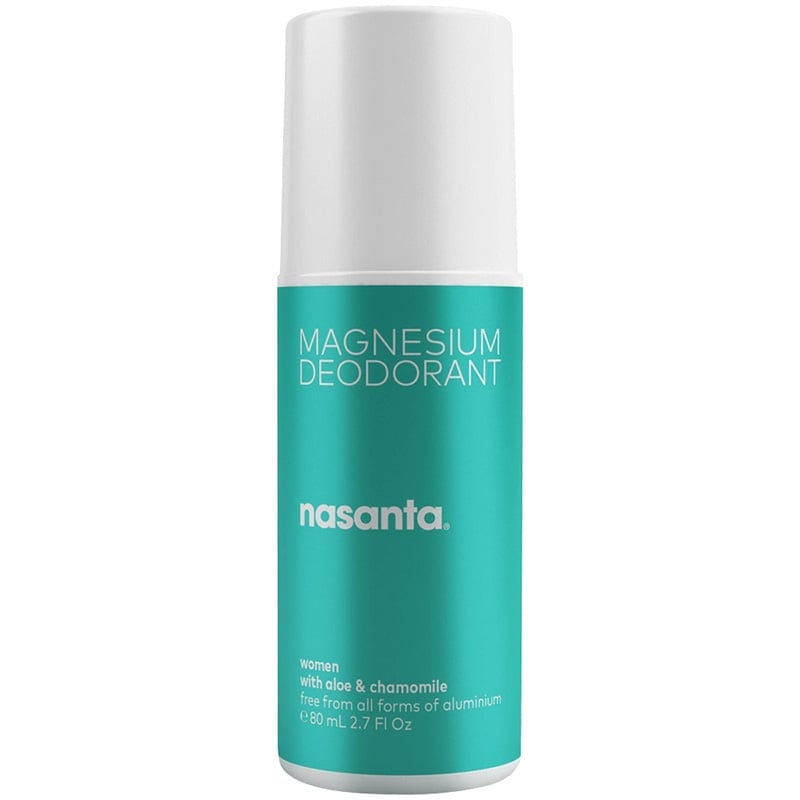 MAGNESIUM
DEODORANT
nasanta®
women
with aloe & chamomile
free from all forms of aluminium
℮ 80 mL 2.7 Fl Oz